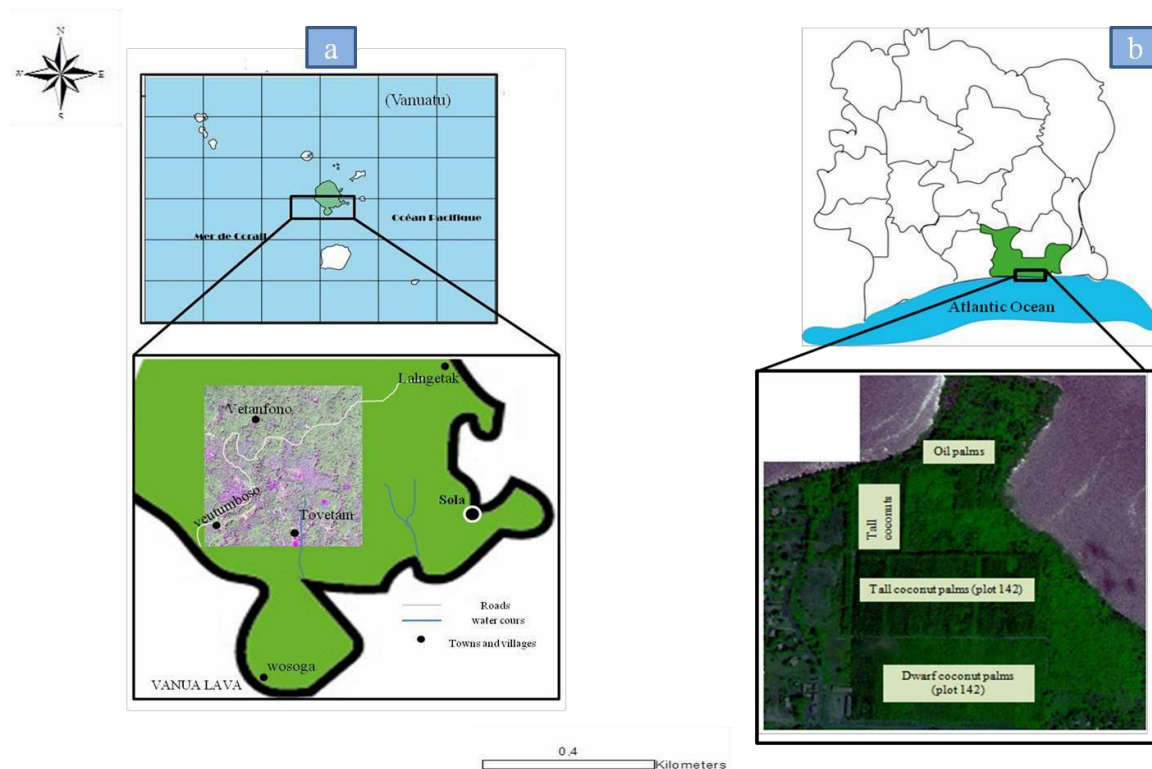 N
W
E
S
a
(Vanuatu)
Océan Pacifique
Mer de Corail
Lalngetak
Vetanfono
veutumboso
Tovetam
Sola
Roads
water cours
Towns and villages
wosoga
VANUA LAVA
b
Atlantic Ocean
Oil palms
Tall
coconuts
Tall coconut palms (plot 142)
Dwarf coconut palms
(plot 142)
0,4
Kilometers